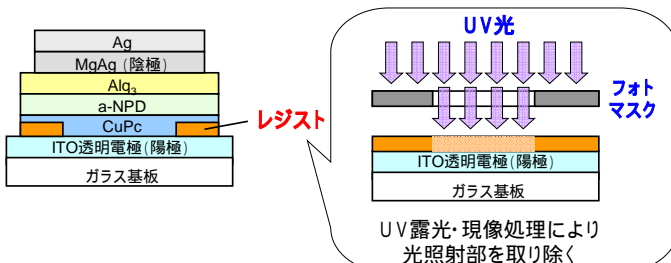 Ag
MgAg (陰極)
Alq₃
a-NPD
CuPc
レジスト
ITO透明電極(陽極)
ガラス基板
UV光
フォト
マスク
ITO透明電極(陽極)
ガラス基板
UV露光・現像処理により
光照射部を取り除く